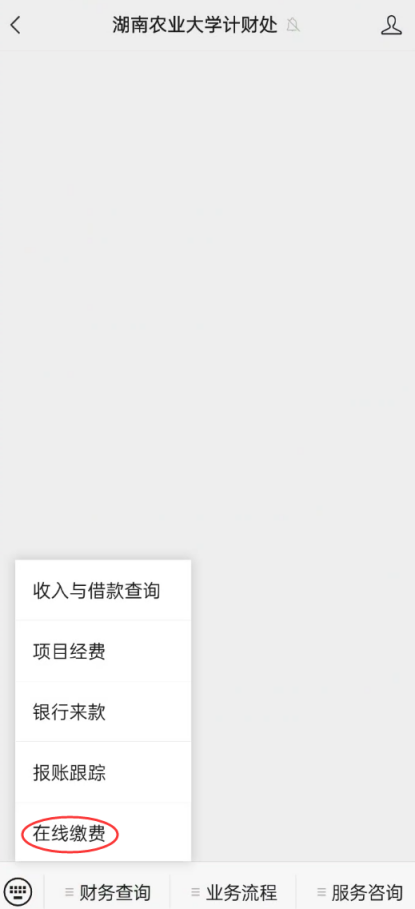 湖南农业大学计财处
收入与借款查询
项目经费
银行来款
报账跟踪
在线缴费
财务查询 业务流程 服务咨询